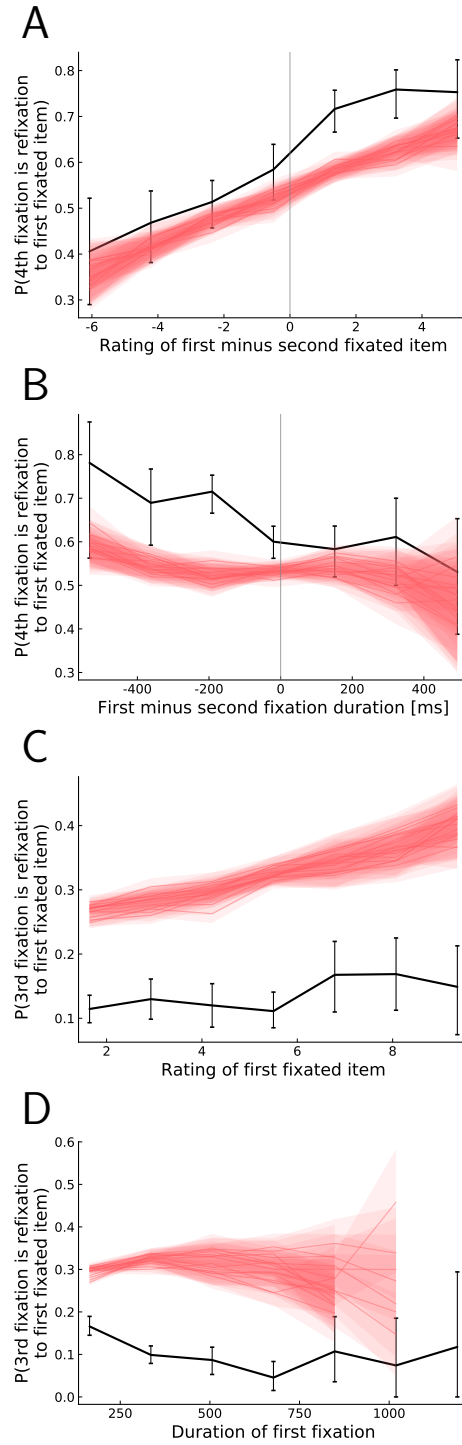 A
P(4th fixation is refixation
to first fixated item)
0.8
0.7
0.6
0.5
0.4
0.3
-6 -4 -2 0 2 4
Rating of first minus second fixated item
B
P(4th fixation is refixation
to first fixated item)
0.8
0.7
0.6
0.5
0.4
0.3
-400 -200 0 200 400
First minus second fixation duration [ms]
C
P(3rd fixation is refixation
to first fixated item)
0.4
0.3
0.2
0.1
2 4 6 8
Rating of first fixated item
D
P(3rd fixation is refixation
to first fixated item)
0.6
0.5
0.4
0.3
0.2
0.1
0.0
250 500 750 1000
Duration of first fixation